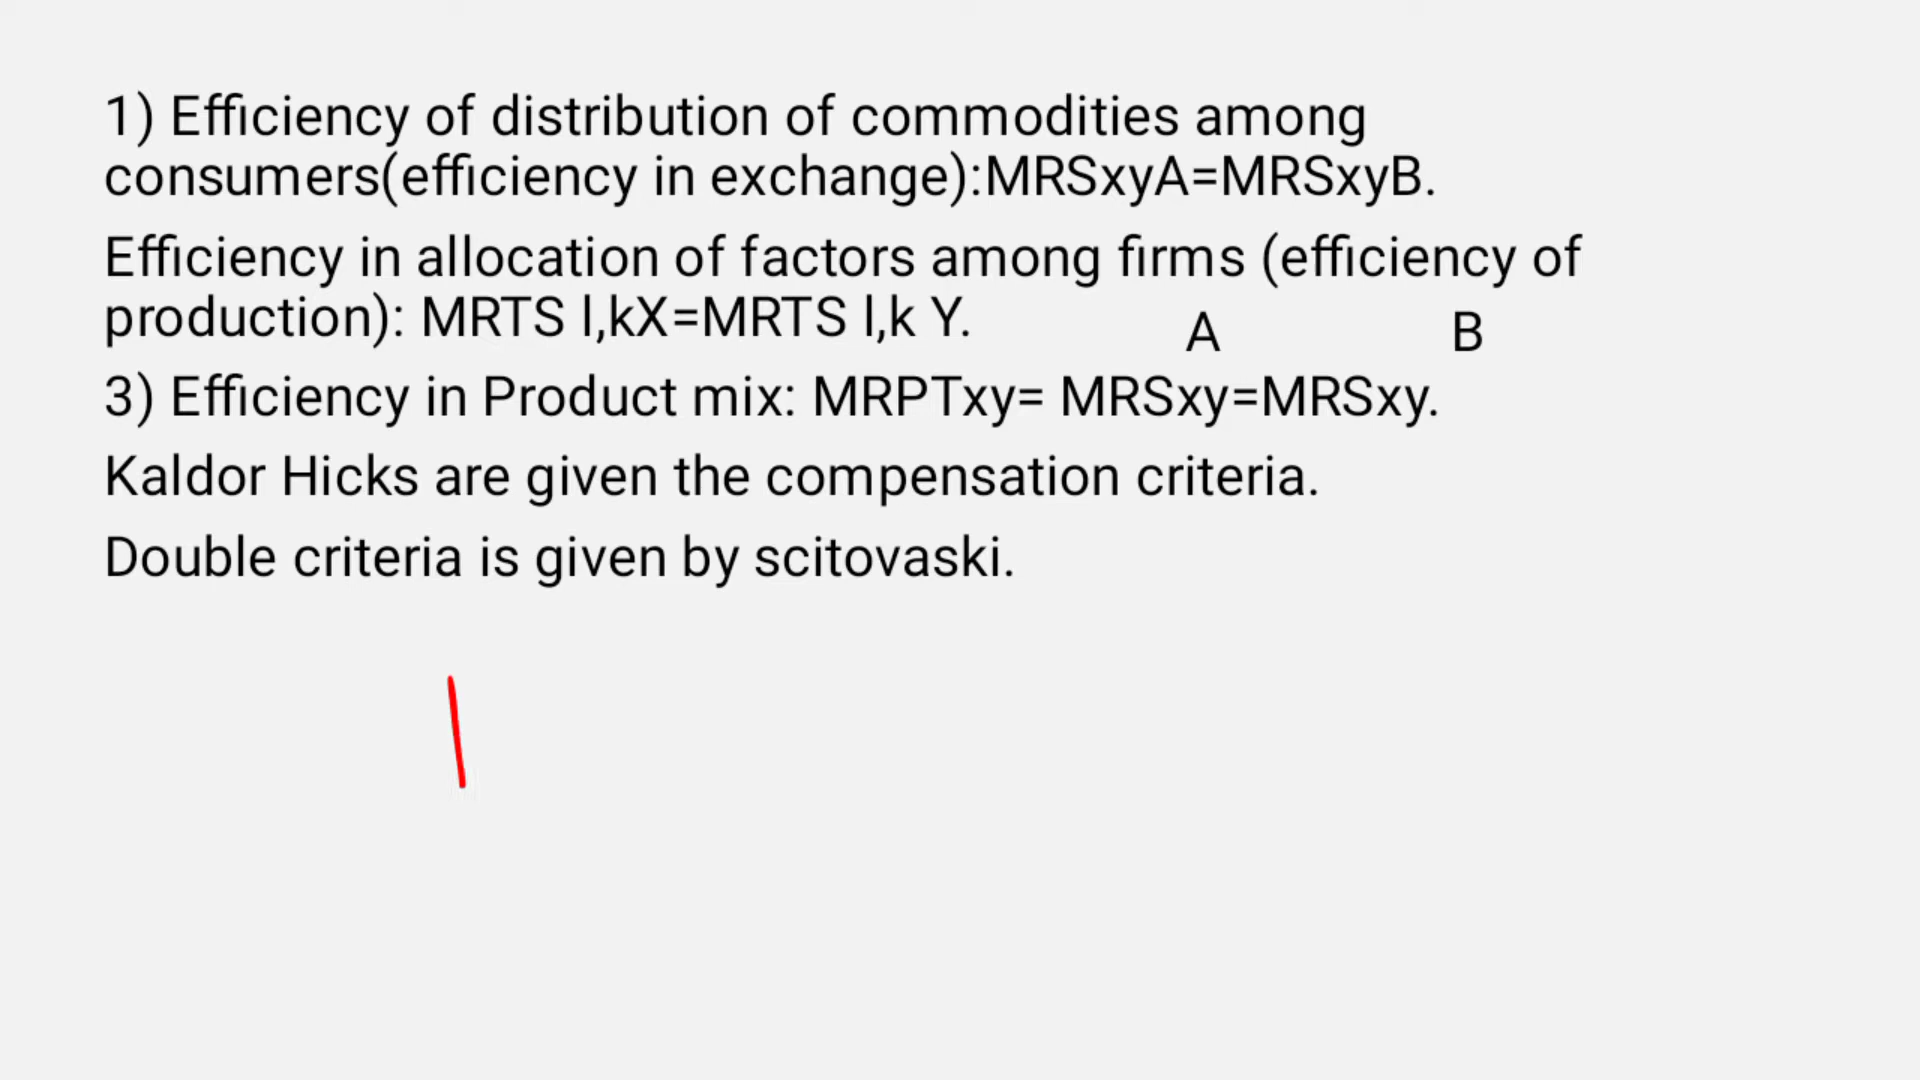 1) Efficiency of distribution of commodities among
consumers(efficiency in exchange):MRSxyA=MRSxyB.
Efficiency in allocation of factors among firms (efficiency of
production): MRTS l,kX=MRTS l,k Y.
A B
3) Efficiency in Product mix: MRPTxy= MRSxy=MRSxy.
Kaldor Hicks are given the compensation criteria.
Double criteria is given by scitovaski.